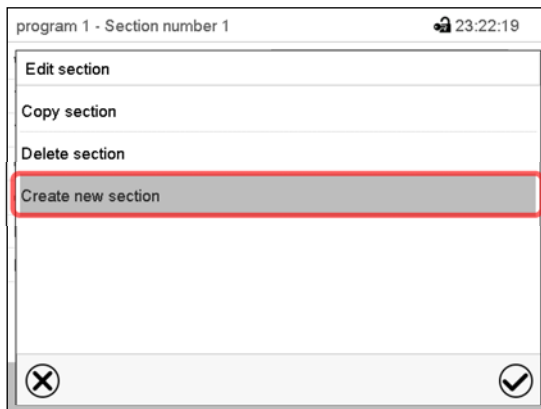 program 1 - Section number 1 23:22:19
Edit section
Copy section
Delete section
Create new section